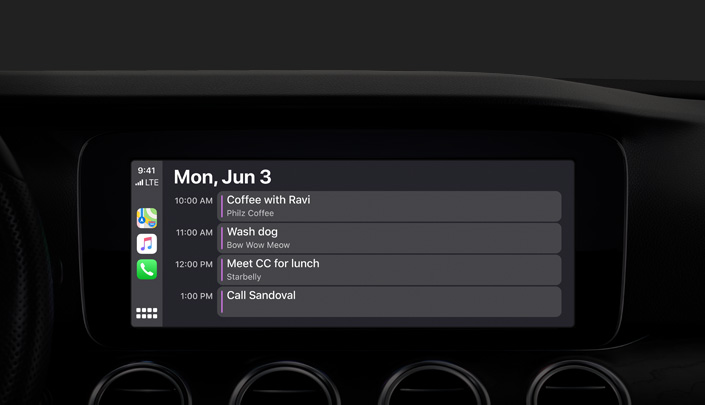 9:41
LTE
Mon, Jun 3
10:00 AM
Coffee with Ravi
Philz Coffee
11:00 AM
Wash dog
Bow Wow Meow
12:00 PM
Meet CC for lunch
Starbelly
1:00 PM
Call Sandoval